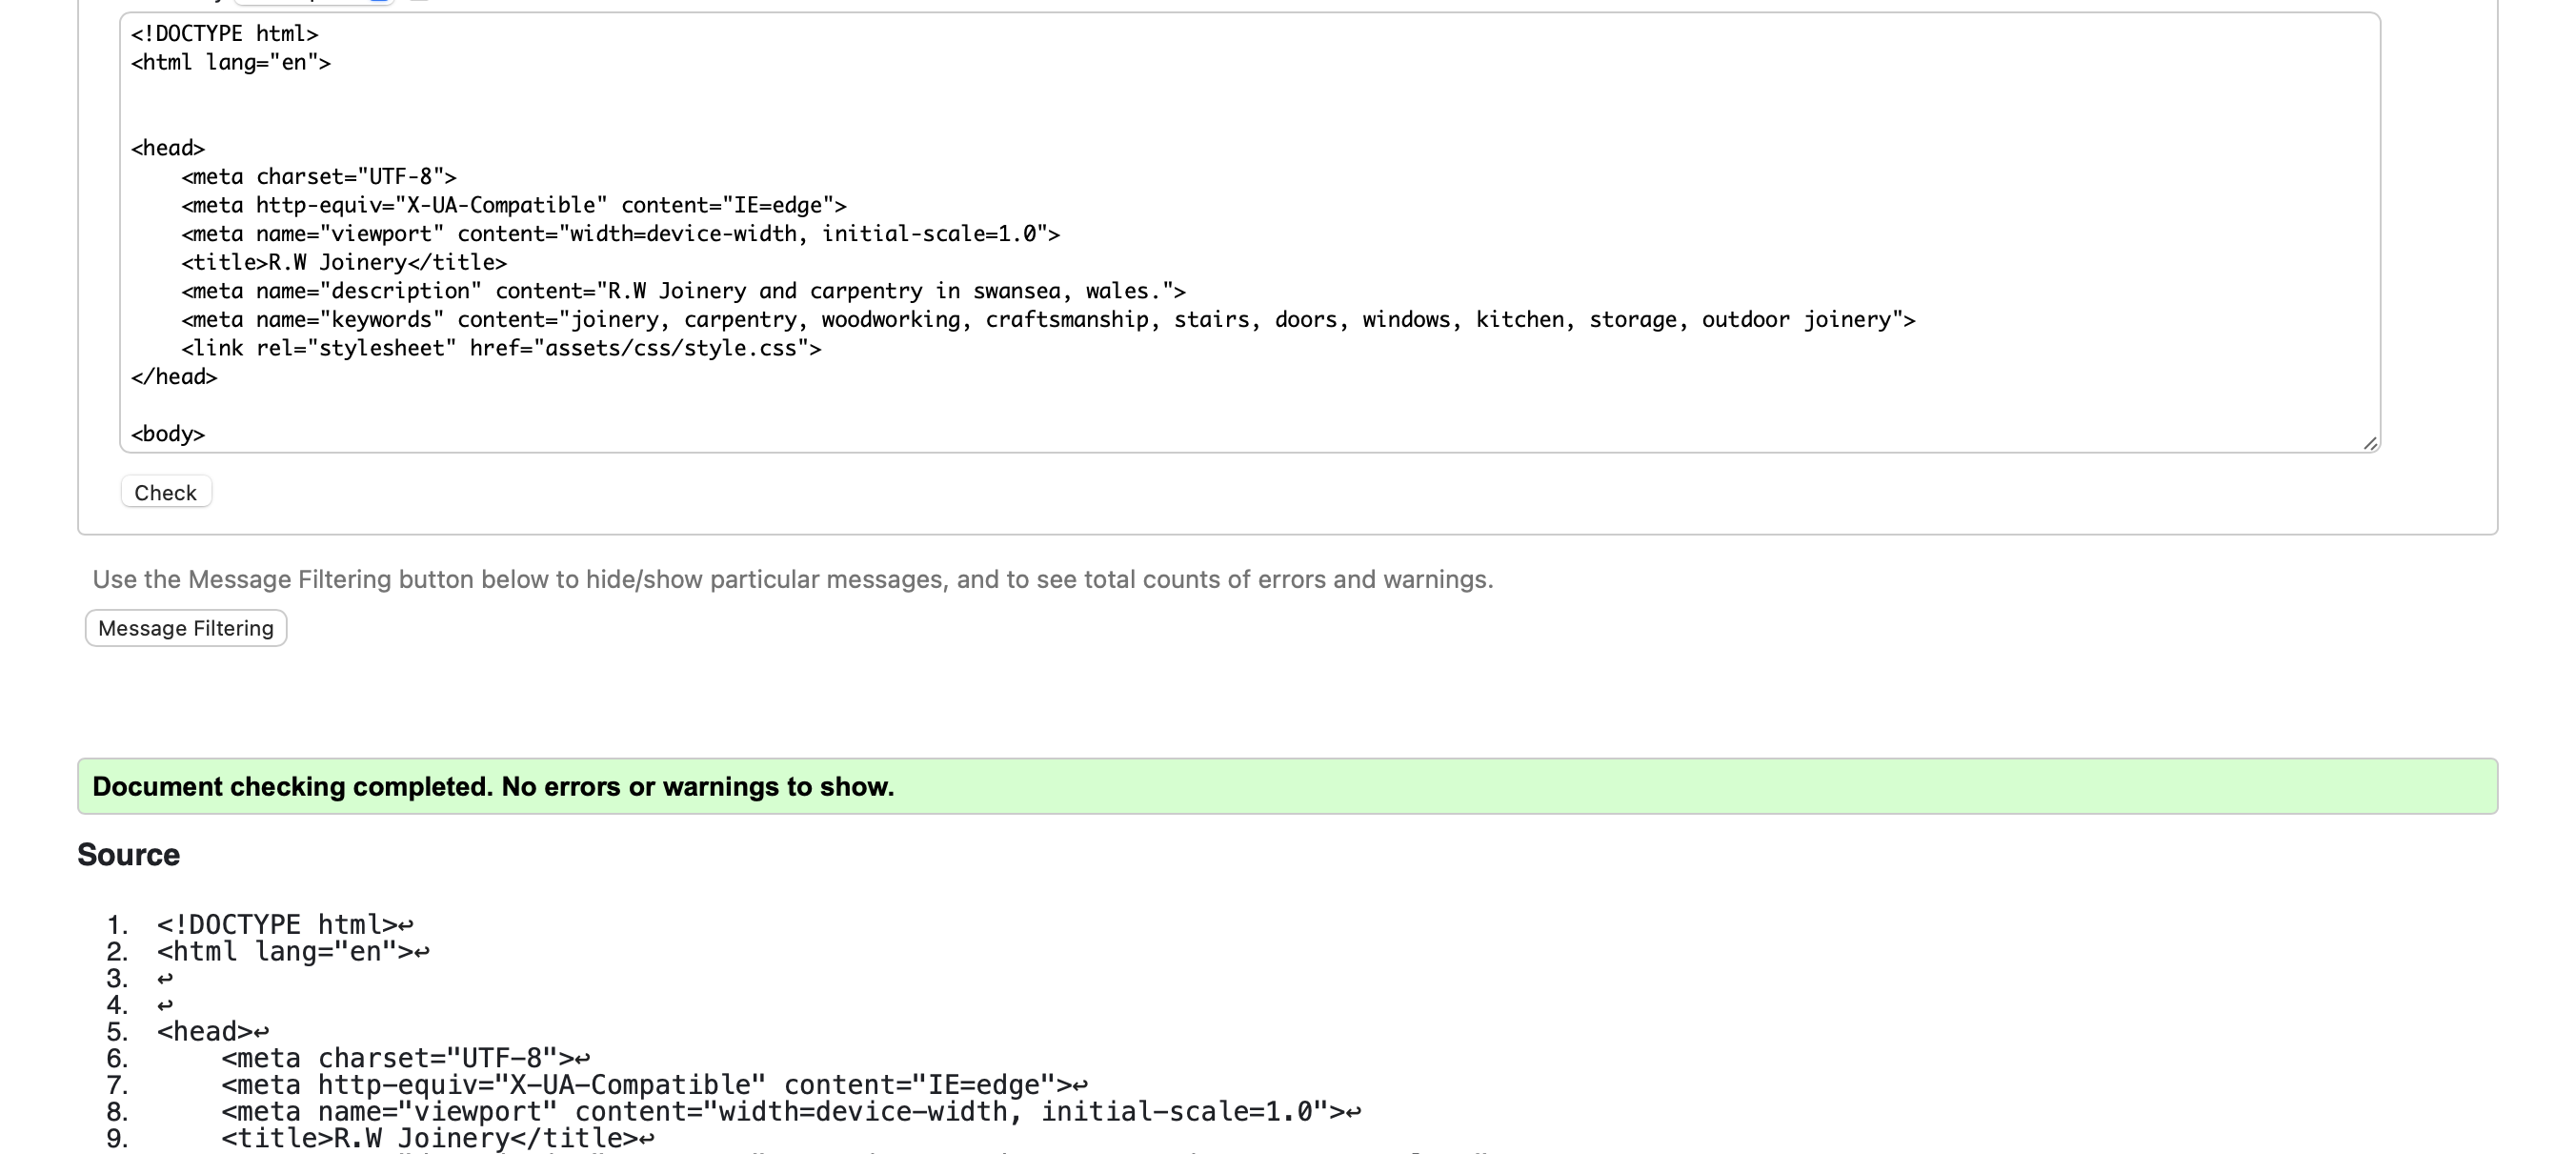 <!DOCTYPE html>
<html lang="en">
<head>
<meta charset="UTF-8">
<meta http-equiv="X-UA-Compatible" content="IE=edge">
<meta name="viewport" content="width=device-width, initial-scale=1.0">
<title>R.W Joinery</title>
<meta name="description" content="R.W Joinery and carpentry in swansea, wales.">
<meta name="keywords" content="joinery, carpentry, woodworking, craftsmanship, stairs, doors, windows, kitchen, storage, outdoor joinery">
<link rel="stylesheet" href="assets/css/style.css">
</head>
<body>
Check
Use the Message Filtering button below to hide/show particular messages, and to see total counts of errors and warnings.
Message Filtering
Document checking completed. No errors or warnings to show.
Source
1. <!DOCTYPE html>↩
2. <html lang="en">↩
3. ↩
4. ↩
5. <head>↩
6. <meta charset="UTF-8">↩
7. <meta http-equiv="X-UA-Compatible" content="IE=edge">↩
8. <meta name="viewport" content="width=device-width, initial-scale=1.0">↩
9. <title>R.W Joinery</title>↩